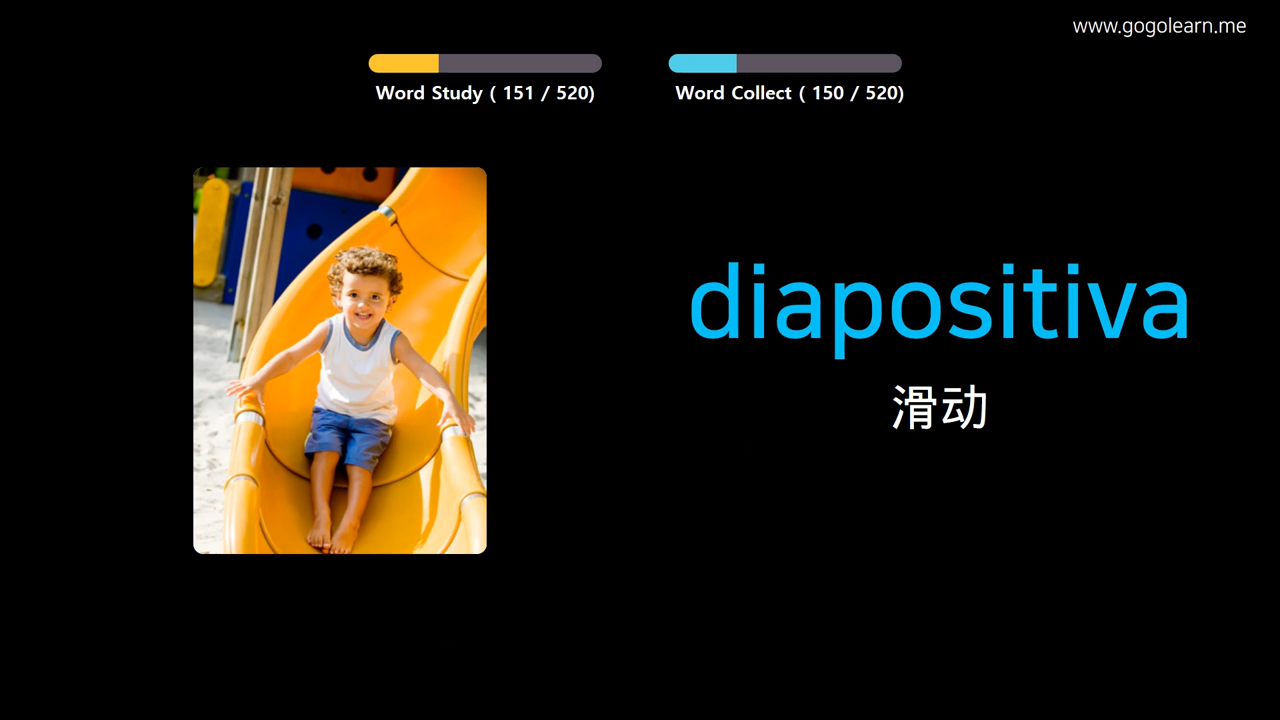 www.gogolearn.me
Word Study ( 151 / 520)
Word Collect ( 150 / 520)
diapositiva
滑动